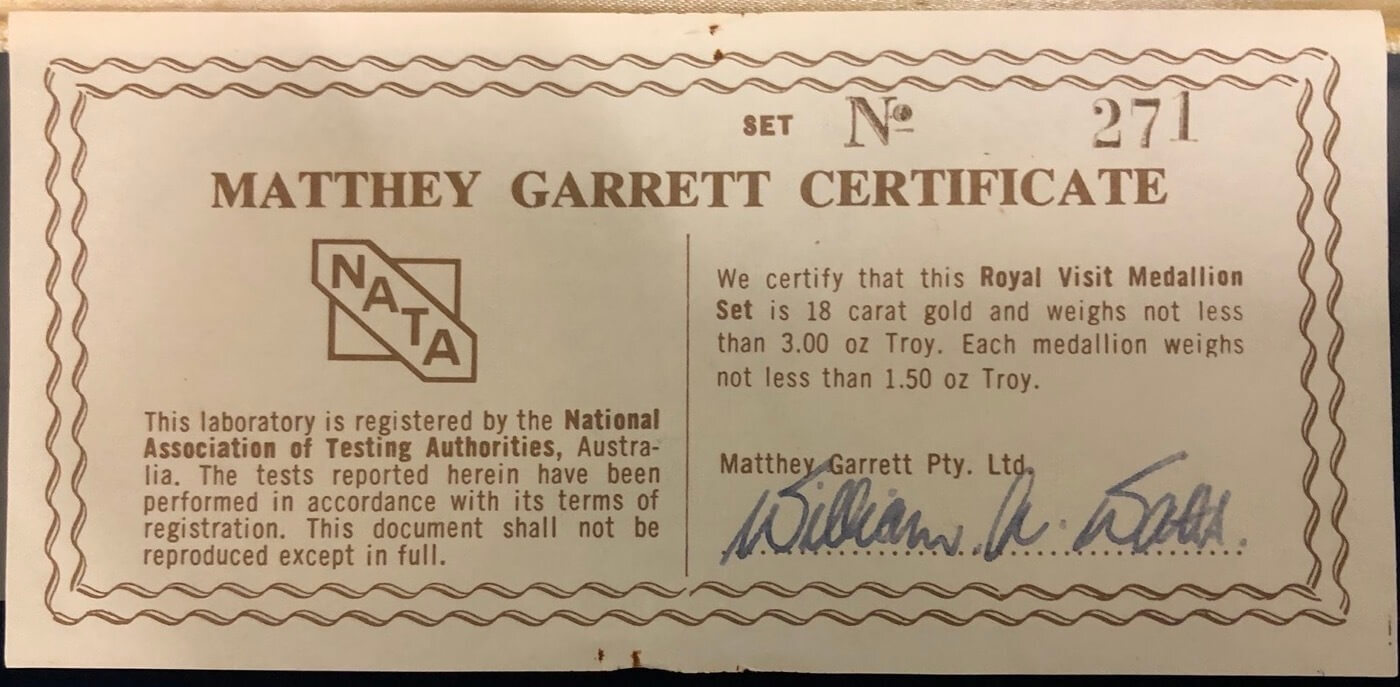 SET № 271
MATTHEY GARRETT CERTIFICATE
NATA
This laboratory is registered by the National
Association of Testing Authorities, Austra-
lia. The tests reported herein have been
performed in accordance with its terms of
registration. This document shall not be
reproduced except in full.
We certify that this Royal Visit Medallion
Set is 18 carat gold and weighs not less
than 3.00 oz Troy. Each medallion weighs
not less than 1.50 oz Troy.
Matthey Garrett Pty. Ltd.
William A. Watts.